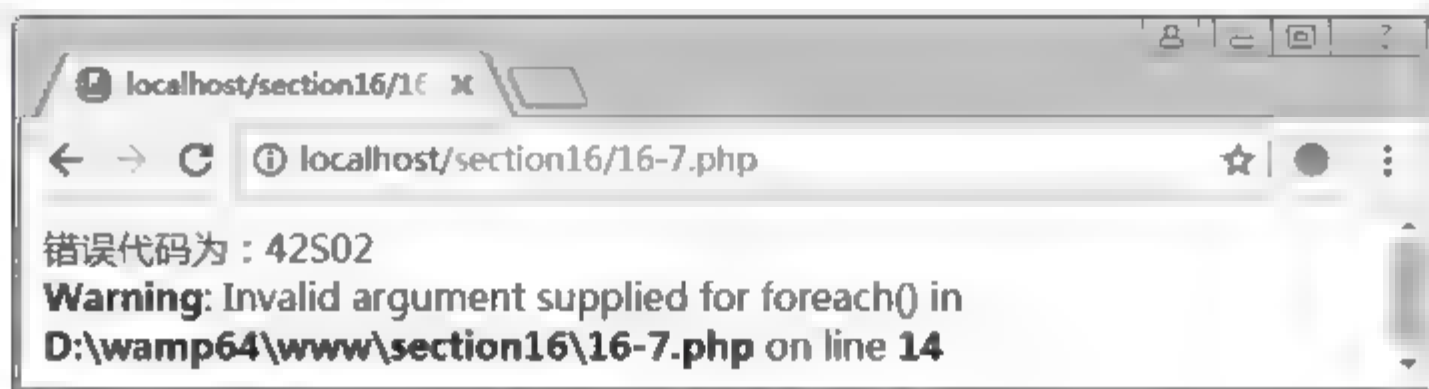 localhost/section16/16
localhost/section16/16-7.php
错误代码为：42S02
Warning: Invalid argument supplied for foreach() in
D:\wamp64\www\section16\16-7.php on line 14